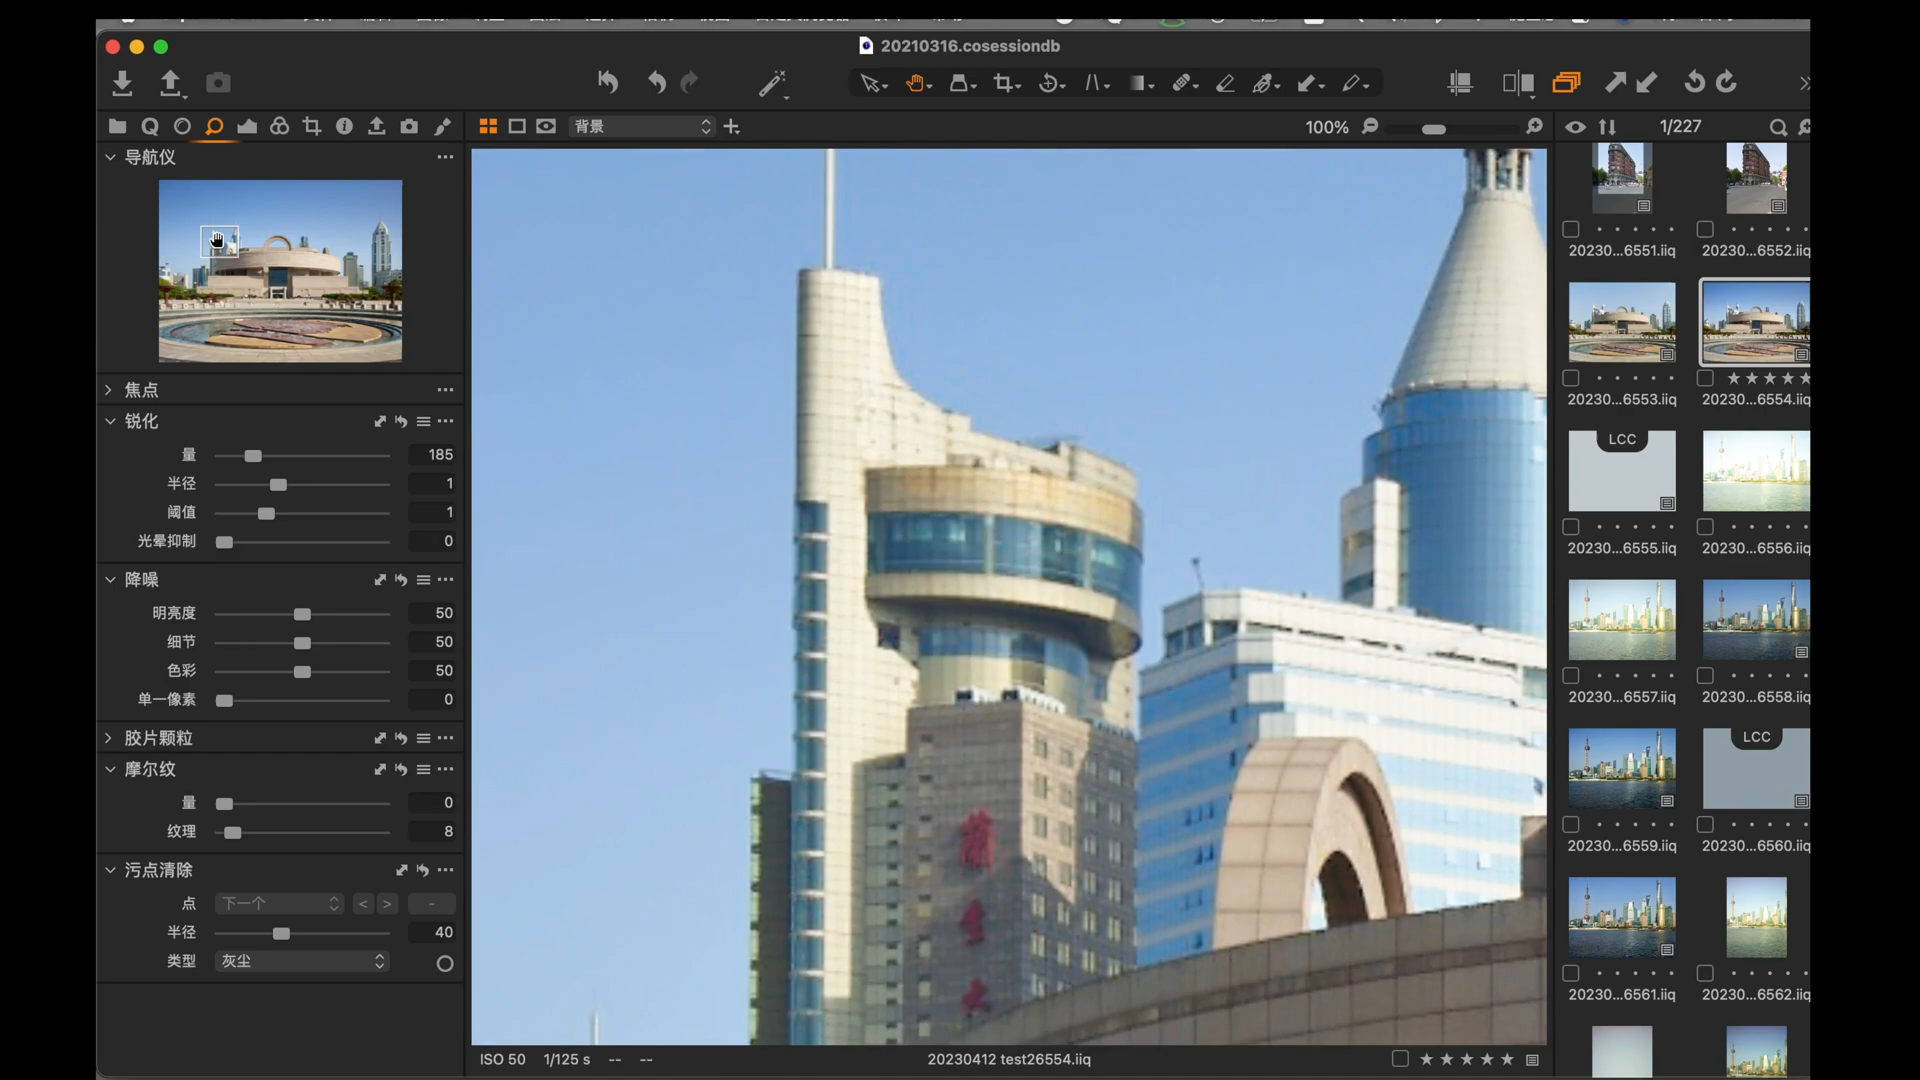 20210316.cosessiondb
背景
100%
1/227
导航仪
焦点
锐化
量 185
半径 1
阈值 1
光晕抑制 0
降噪
明亮度 50
细节 50
色彩 50
单一像素 0
胶片颗粒
摩尔纹
量 0
纹理 8
污点清除
点 下一个 < > -
半径 40
类型 灰尘
ISO 50 1/125 s -- --
20230412 test26554.iiq
20230...6551.iiq
20230...6552.iiq
20230...6553.iiq
20230...6554.iiq
LCC
20230...6555.iiq
20230...6556.iiq
20230...6557.iiq
20230...6558.iiq
LCC
20230...6559.iiq
20230...6560.iiq
20230...6561.iiq
20230...6562.iiq